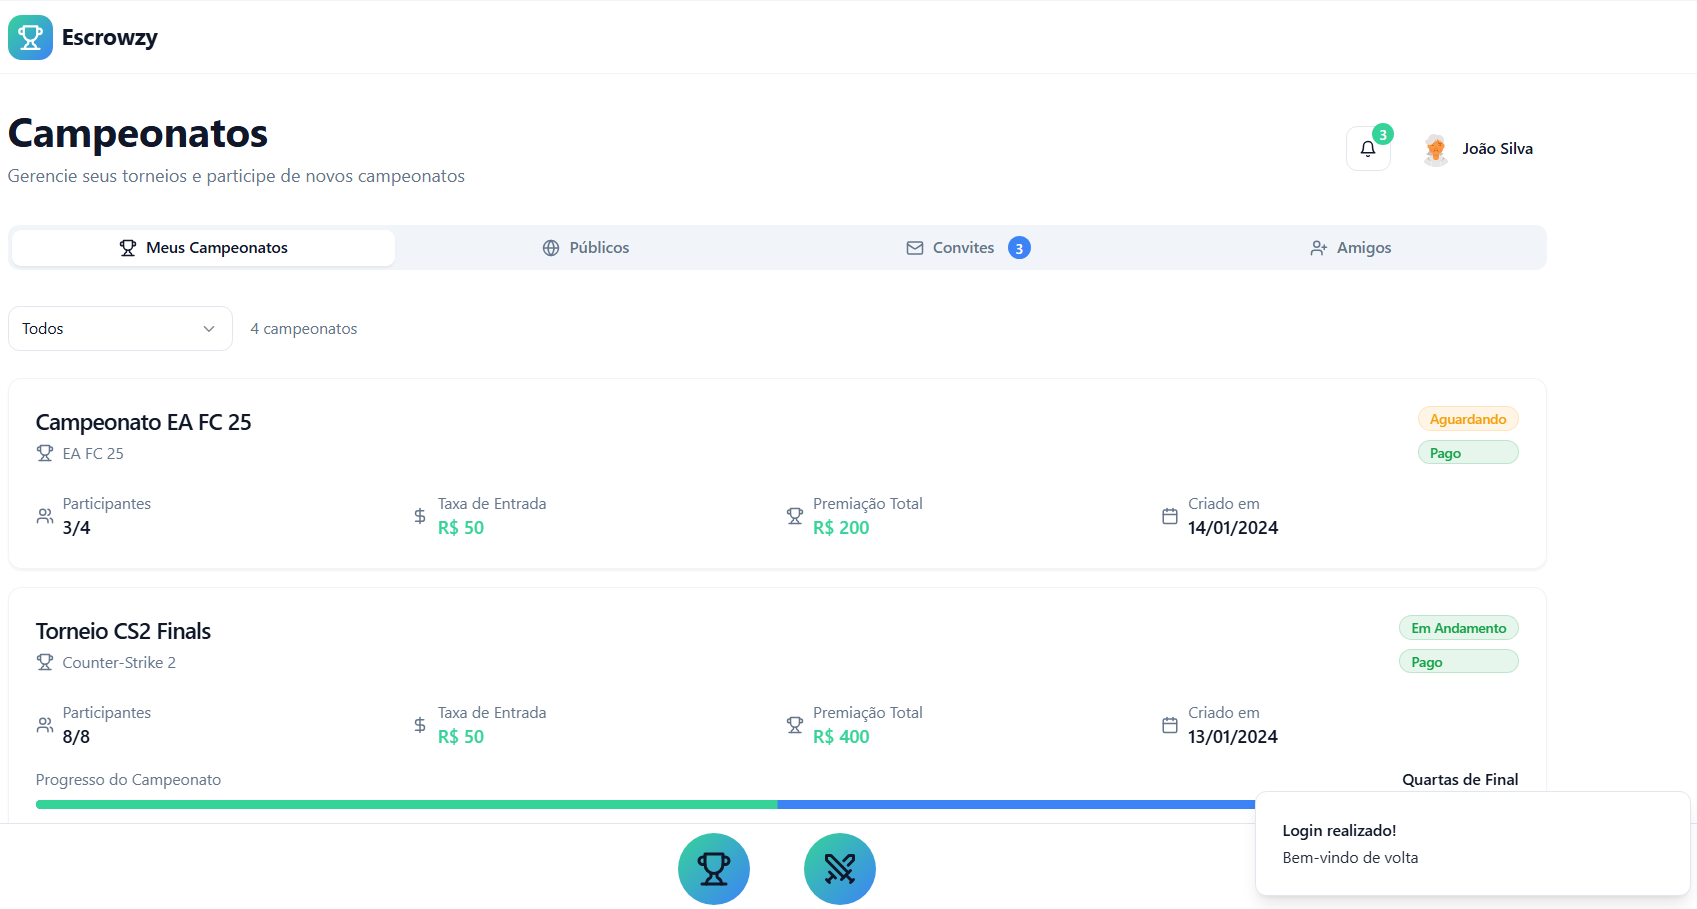 Escrowzy
Campeonatos
Gerencie seus torneios e participe de novos campeonatos
3
João Silva
Meus Campeonatos
Públicos
Convites 3
Amigos
Todos
4 campeonatos
Campeonato EA FC 25
EA FC 25
Aguardando
Pago
Participantes
3/4
Taxa de Entrada
R$ 50
Premiação Total
R$ 200
Criado em
14/01/2024
Torneio CS2 Finals
Counter-Strike 2
Em Andamento
Pago
Participantes
8/8
Taxa de Entrada
R$ 50
Premiação Total
R$ 400
Criado em
13/01/2024
Progresso do Campeonato
Quartas de Final
Login realizado!
Bem-vindo de volta